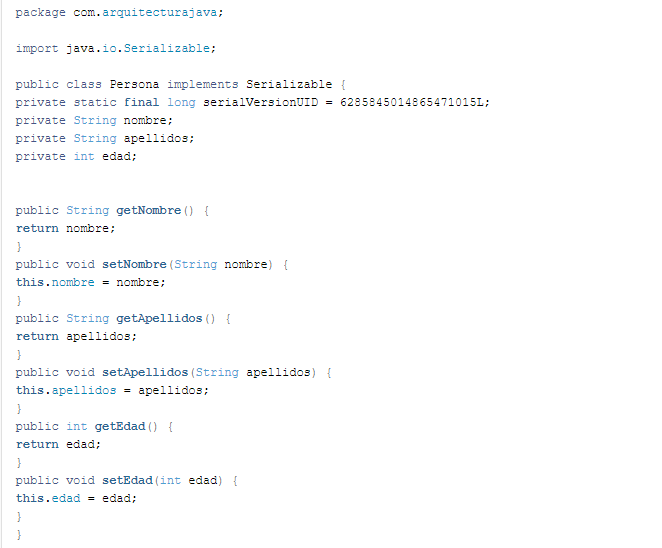 package com.arquitecturajava;
import java.io.Serializable;
public class Persona implements Serializable {
private static final long serialVersionUID = 6285845014865471015L;
private String nombre;
private String apellidos;
private int edad;
public String getNombre() {
return nombre;
}
public void setNombre(String nombre) {
this.nombre = nombre;
}
public String getApellidos() {
return apellidos;
}
public void setApellidos(String apellidos) {
this.apellidos = apellidos;
}
public int getEdad() {
return edad;
}
public void setEdad(int edad) {
this.edad = edad;
}
}